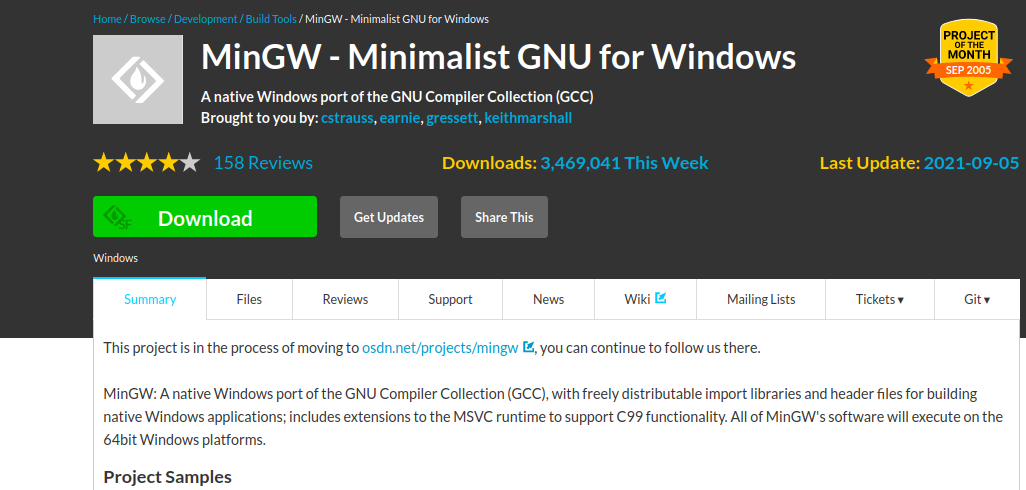 Home / Browse / Development / Build Tools / MinGW - Minimalist GNU for Windows
MinGW - Minimalist GNU for Windows
PROJECT
OF THE
MONTH
SEP 2005
A native Windows port of the GNU Compiler Collection (GCC)
Brought to you by: cstrauss, earnie, gressett, keithmarshall
158 Reviews
Downloads: 3,469,041 This Week
Last Update: 2021-09-05
SF
Download
Get Updates
Share This
Windows
Summary
Files
Reviews
Support
News
Wiki
Mailing Lists
Tickets ▾
Git ▾
This project is in the process of moving to osdn.net/projects/mingw , you can continue to follow us there.
MinGW: A native Windows port of the GNU Compiler Collection (GCC), with freely distributable import libraries and header files for building
native Windows applications; includes extensions to the MSVC runtime to support C99 functionality. All of MinGW's software will execute on the
64bit Windows platforms.
Project Samples